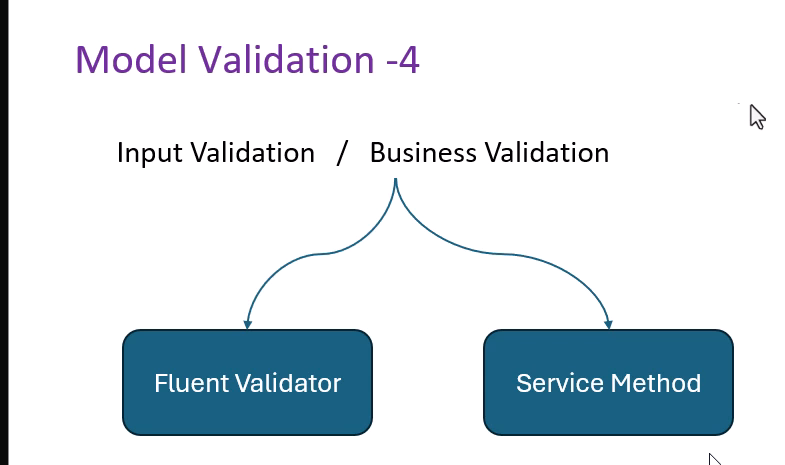 Model Validation -4
Input Validation / Business Validation
Fluent Validator
Service Method